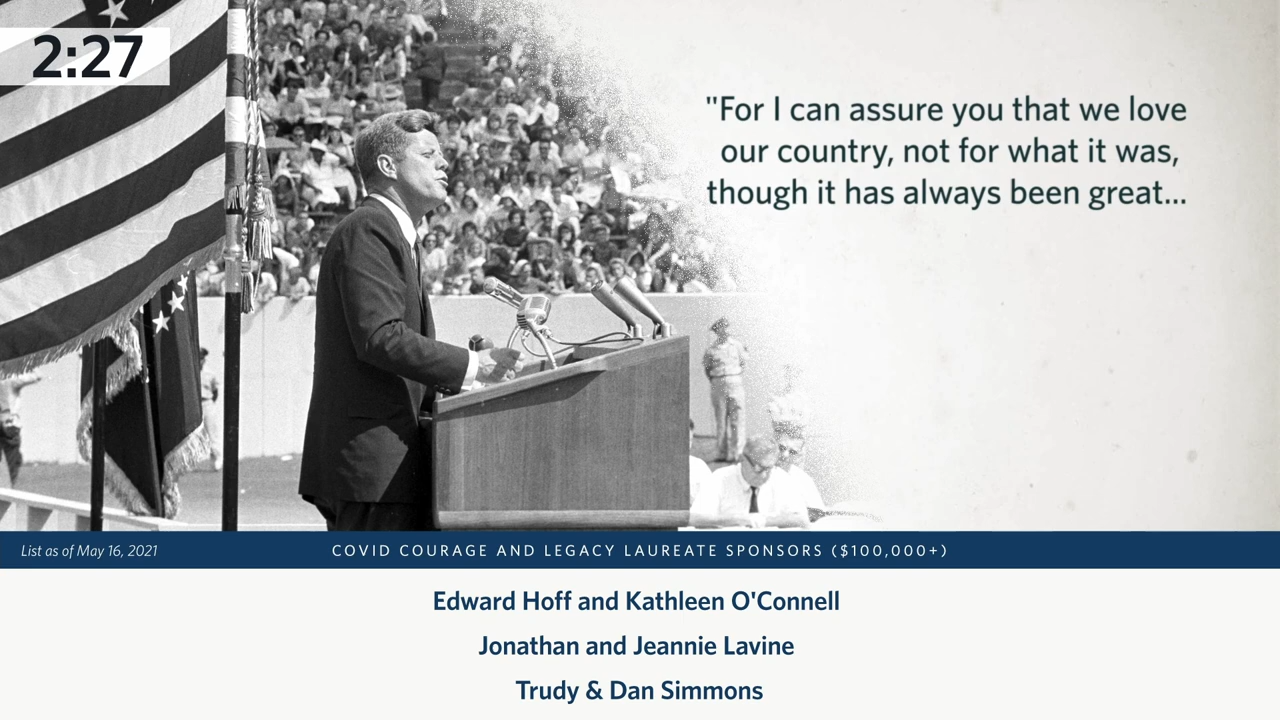 2:27
"For I can assure you that we love
our country, not for what it was,
though it has always been great...
List as of May 16, 2021
COVID COURAGE AND LEGACY LAUREATE SPONSORS ($100,000+)
Edward Hoff and Kathleen O'Connell
Jonathan and Jeannie Lavine
Trudy & Dan Simmons